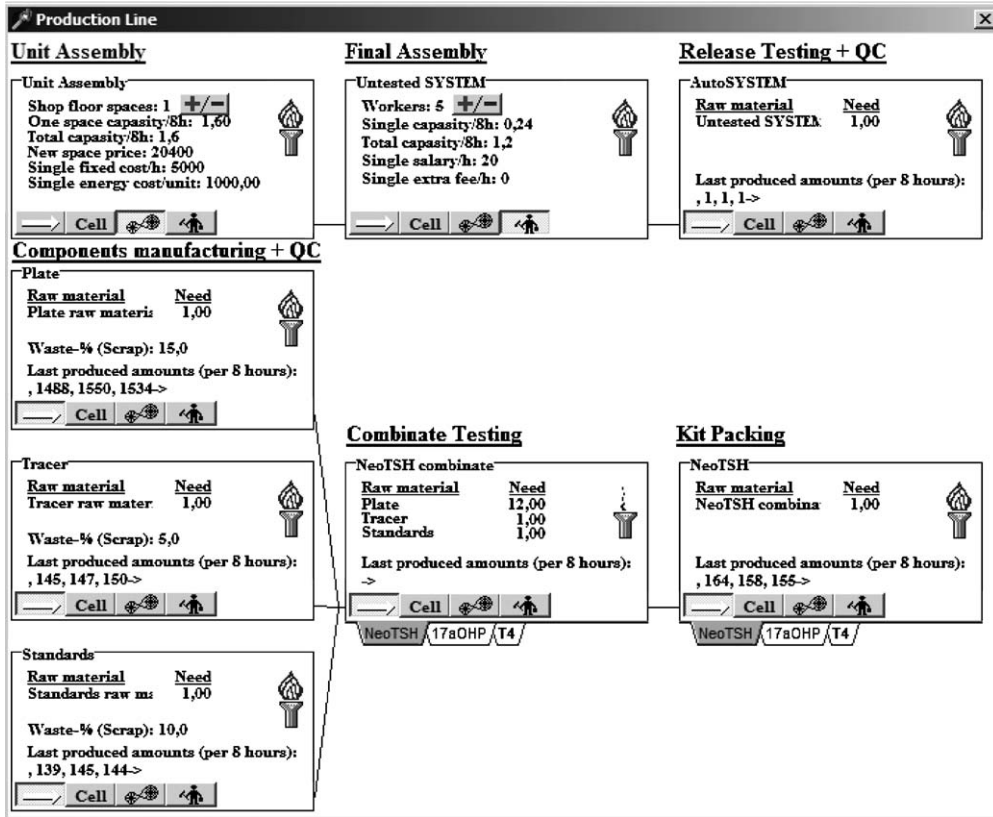 Production Line
Unit Assembly
Unit Assembly
Shop floor spaces: 1 +/-
One space capacity/8h: 1,60
Total capacity/8h: 1,6
New space price: 20400
Single fixed cost/h: 5000
Single energy cost/unit: 1000,00
Cell
Final Assembly
Untested SYSTEM
Workers: 5 +/-
Single capacity/8h: 0,24
Total capacity/8h: 1,2
Single salary/h: 20
Single extra fee/h: 0
Cell
Release Testing + QC
AutoSYSTEM
Raw material Need
Untested SYSTEM 1,00
Last produced amounts (per 8 hours):
, 1, 1, 1->
Cell
Components manufacturing + QC
Plate
Raw material Need
Plate raw materi: 1,00
Waste-% (Scrap): 15,0
Last produced amounts (per 8 hours):
, 1488, 1550, 1534->
Cell
Tracer
Raw material Need
Tracer raw mater 1,00
Waste-% (Scrap): 5,0
Last produced amounts (per 8 hours):
, 145, 147, 150->
Cell
Standards
Raw material Need
Standards raw m: 1,00
Waste-% (Scrap): 10,0
Last produced amounts (per 8 hours):
, 139, 145, 144->
Cell
Combinate Testing
NeoTSH combinate
Raw material Need
Plate 12,00
Tracer 1,00
Standards 1,00
Last produced amounts (per 8 hours):
->
Cell
NeoTSH 17aOHP T4
Kit Packing
NeoTSH
Raw material Need
NeoTSH combina 1,00
Last produced amounts (per 8 hours):
, 164, 158, 155->
Cell
NeoTSH 17aOHP T4